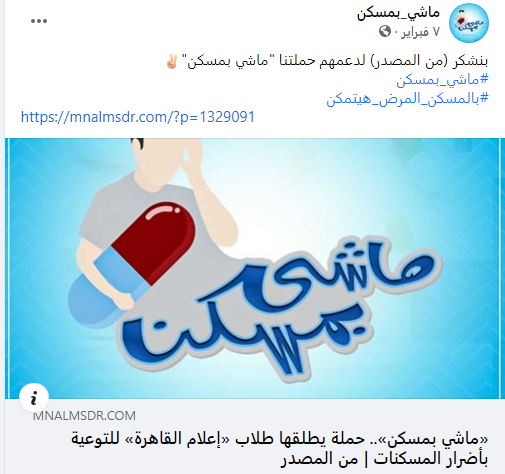 ماشي_بمسكن
٧ فبراير ·
بنشكر (من المصدر) لدعمهم حملتنا "ماشي بمسكن"✌🏻
#ماشي_بمسكن
#بالمسكن_المرض_هيتمكن
https://mnalmsdr.com/?p=1329091
ماشى
بمسكن
MNALMSDR.COM
«ماشي بمسكن».. حملة يطلقها طلاب «إعلام القاهرة» للتوعية
بأضرار المسكنات | من المصدر